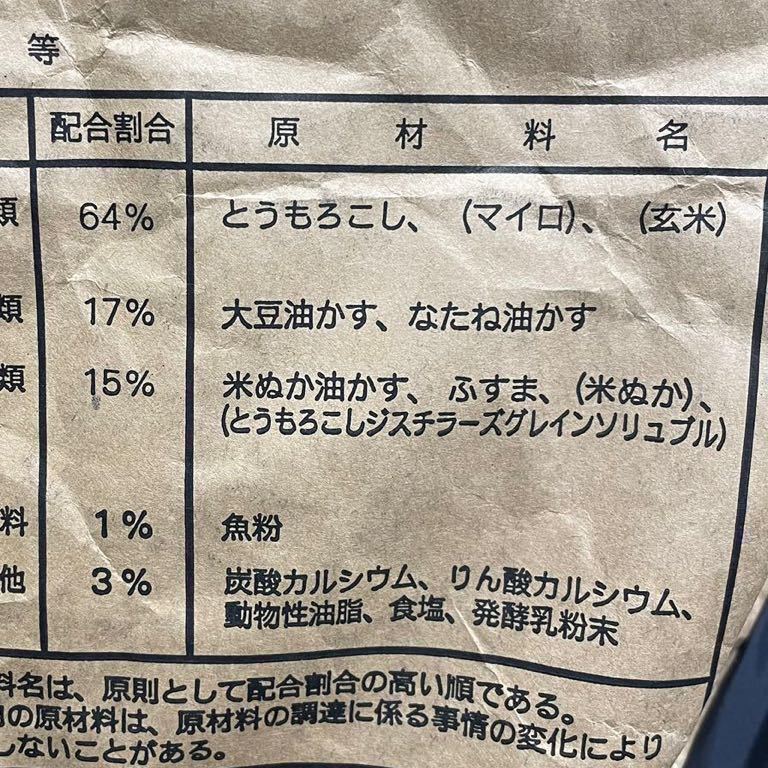 等
配合割合 原材料名
類 64% とうもろこし、(マイロ)、(玄米)
類 17% 大豆油かす、なたね油かす
類 15% 米ぬか油かす、ふすま、(米ぬか)、
(とうもろこしジスチラーズグレインソリュブル)
料 1% 魚粉
他 3% 炭酸カルシウム、りん酸カルシウム、
動物性油脂、食塩、発酵乳粉末
料名は、原則として配合割合の高い順である。
の原材料は、原材料の調達に係る事情の変化により
しないことがある。